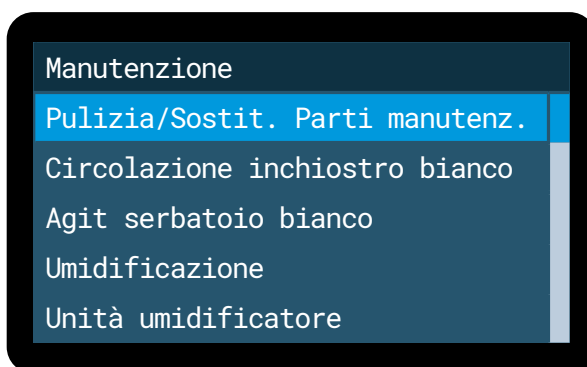 Manutenzione
Pulizia/Sostit. Parti manutenz.
Circolazione inchiostro bianco
Agit serbatoio bianco
Umidificazione
Unità umidificatore